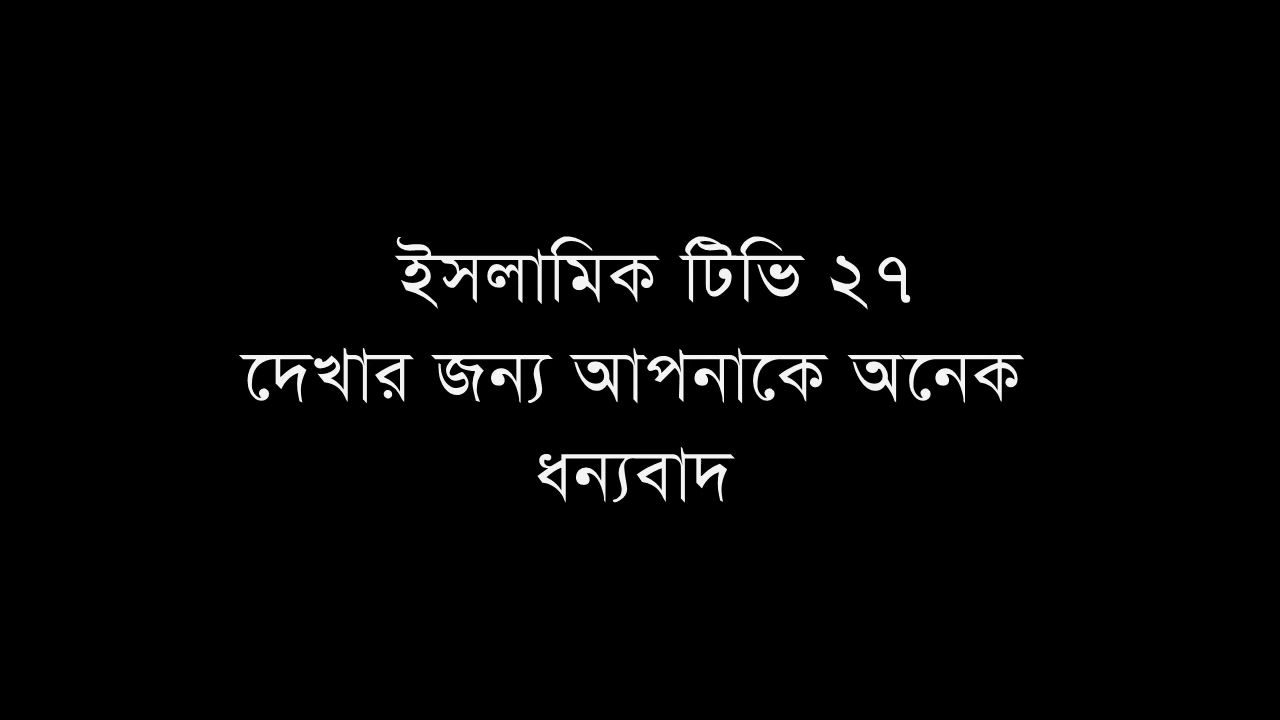 ইসলামিক টিভি ২৭
দেখার জন্য আপনাকে অনেক
ধন্যবাদ